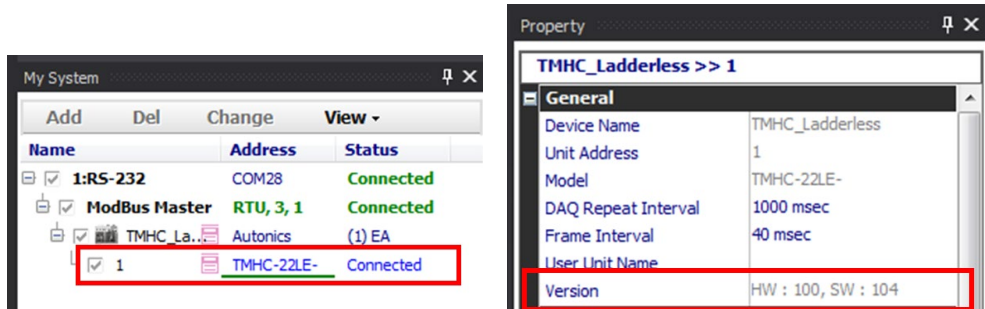 My System
Add Del Change View
Name Address Status
1:RS-232 COM28 Connected
ModBus Master RTU, 3, 1 Connected
TMHC_La... Autonics (1) EA
1 TMHC-22LE- Connected
Property
TMHC_Ladderless >> 1
General
Device Name TMHC_Ladderless
Unit Address 1
Model TMHC-22LE-
DAQ Repeat Interval 1000 msec
Frame Interval 40 msec
User Unit Name
Version HW : 100, SW : 104